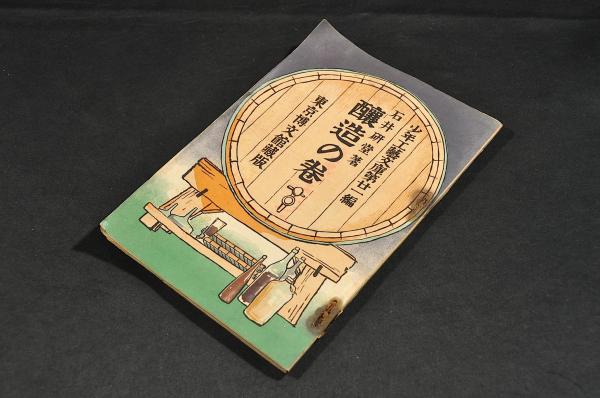 少年工藝文庫第廿一編
石井研堂著
醸造の巻
東京博文館蔵版